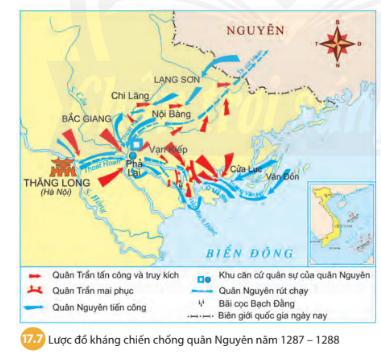 NGUYÊN
LẠNG SƠN
Chi Lăng
BẮC GIANG
Nội Bàng
Vạn Kiếp
Phả Lại
Thoát Hoan
THĂNG LONG
(Hà Nội)
S. Hồng
Cửa Lục
Vân Đồn
BIỂN ĐÔNG
Quân Trần tấn công và truy kích
Quân Trần mai phục
Quân Nguyên tiến công
Khu căn cứ quân sự của quân Nguyên
Quân Nguyên rút chạy
Bãi cọc Bạch Đằng
Biên giới quốc gia ngày nay
17.7 Lược đồ kháng chiến chống quân Nguyên năm 1287 – 1288